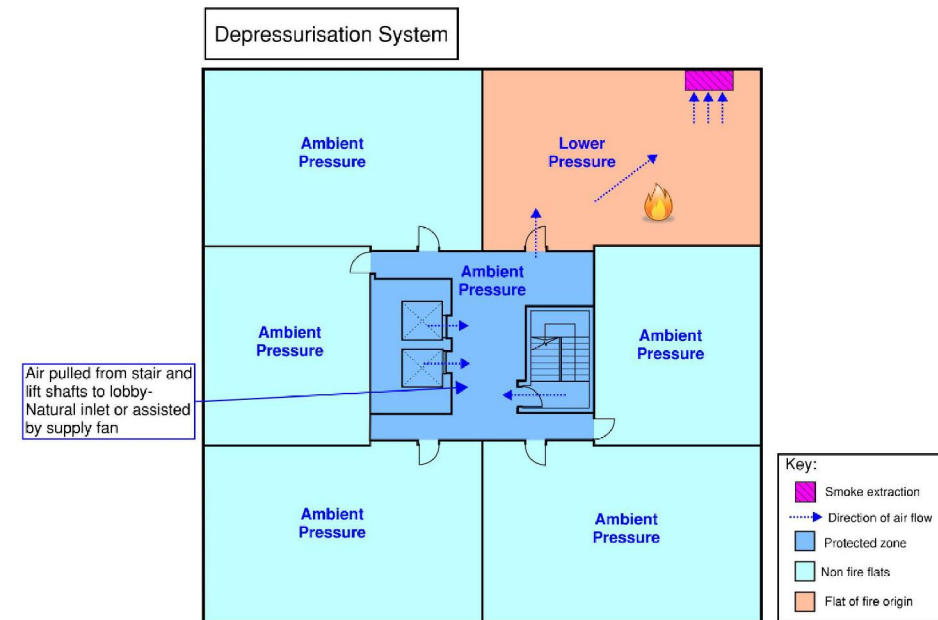 Depressurisation System
Ambient
Pressure
Lower
Pressure
Ambient
Pressure
Ambient
Pressure
Ambient
Pressure
Air pulled from stair and
lift shafts to lobby-
Natural inlet or assisted
by supply fan
Ambient
Pressure
Ambient
Pressure
Key:
Smoke extraction
Direction of air flow
Protected zone
Non fire flats
Flat of fire origin